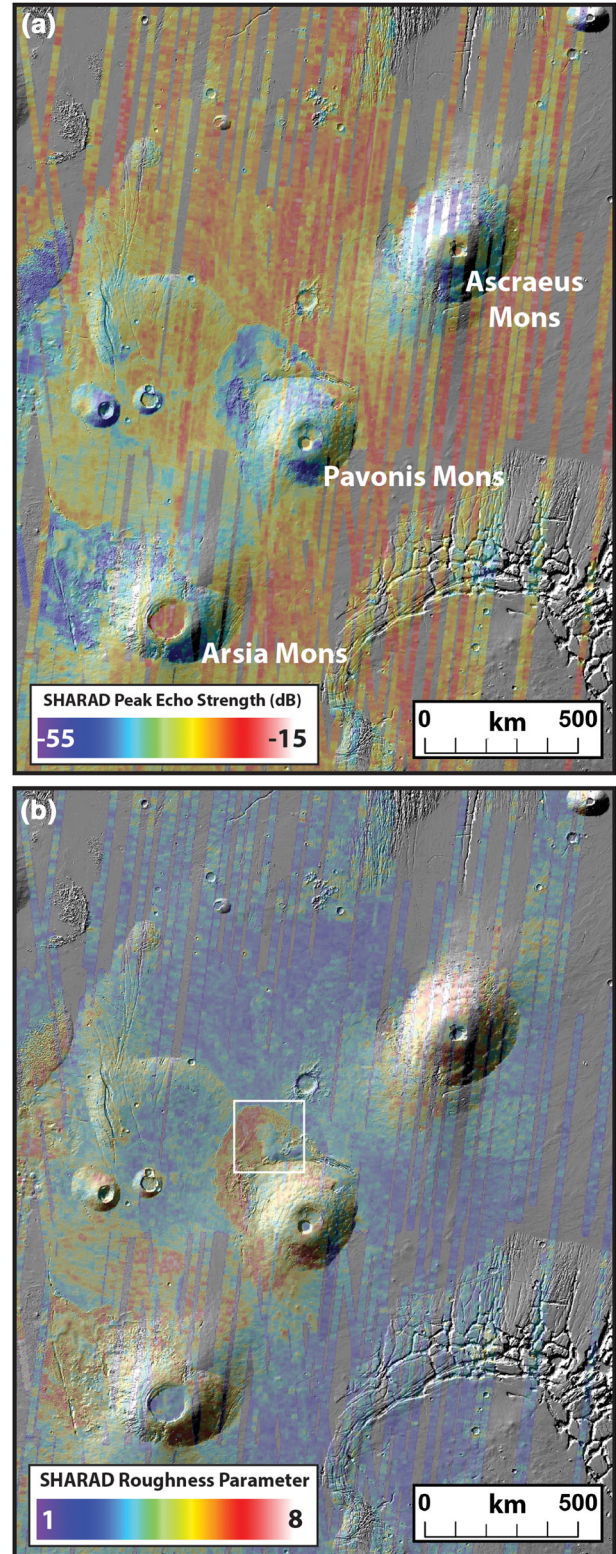 (a)
Ascraeus
Mons
Pavonis Mons
Arsia Mons
SHARAD Peak Echo Strength (dB)
-55 -15
0 km 500
(b)
SHARAD Roughness Parameter
1 8
0 km 500